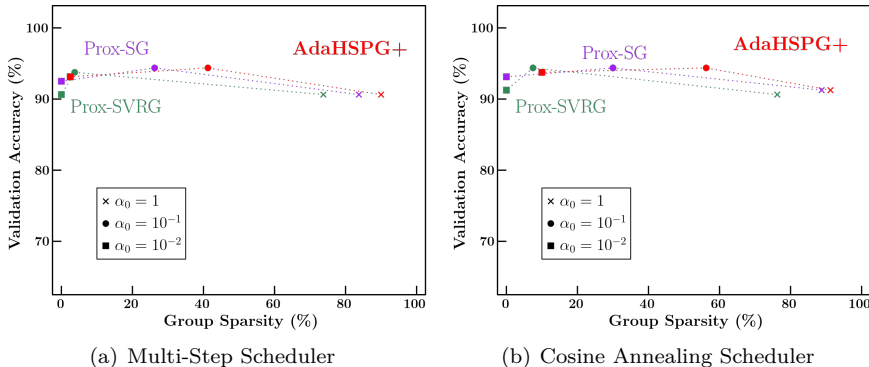 100
90
80
70
Validation Accuracy (%)
Prox-SG
AdaHSPG+
Prox-SVRG
α₀ = 1
α₀ = 10⁻¹
α₀ = 10⁻²
0 20 40 60 80 100
Group Sparsity (%)
(a) Multi-Step Scheduler
100
90
80
70
Validation Accuracy (%)
Prox-SG
AdaHSPG+
Prox-SVRG
α₀ = 1
α₀ = 10⁻¹
α₀ = 10⁻²
0 20 40 60 80 100
Group Sparsity (%)
(b) Cosine Annealing Scheduler